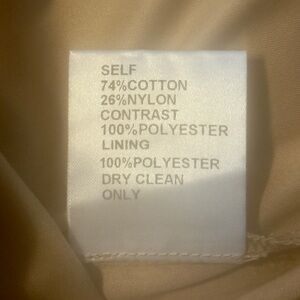 SELF
74%COTTON
26%NYLON
CONTRAST
100%POLYESTER
LINING
100%POLYESTER
DRY CLEAN
ONLY